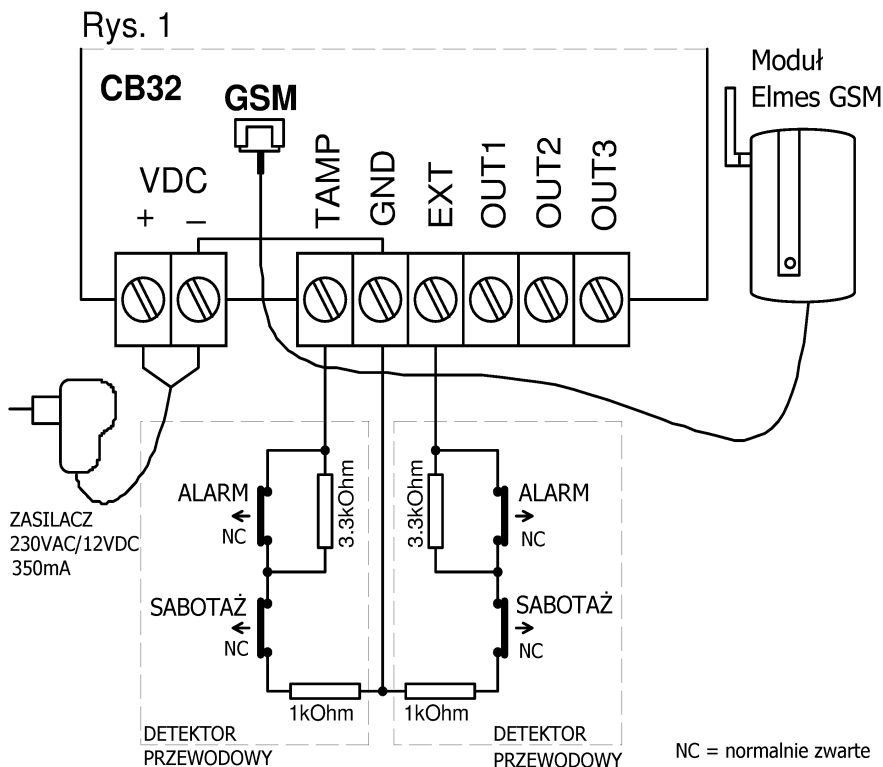 Rys. 1
CB32
GSM
Moduł
Elmes GSM
VDC
+ –
TAMP
GND
EXT
OUT1
OUT2
OUT3
ZASILACZ
230VAC/12VDC
350mA
ALARM
NC
3.3kOhm
SABOTAŻ
NC
1kOhm
DETEKTOR
PRZEWODOWY
3.3kOhm
ALARM
NC
SABOTAŻ
NC
1kOhm
DETEKTOR
PRZEWODOWY
NC = normalnie zwarte